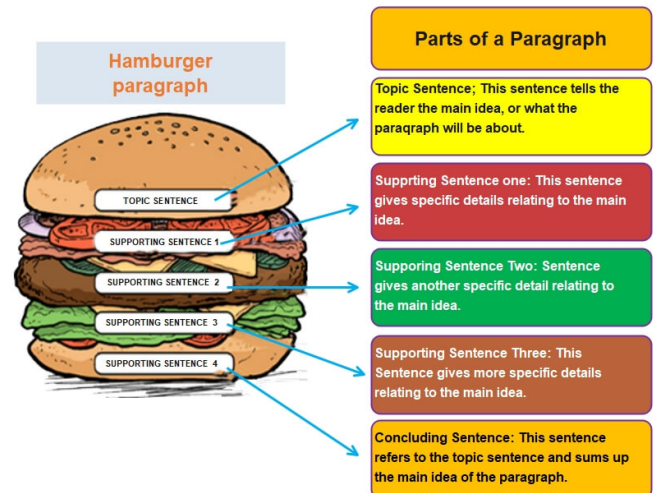 Hamburger
paragraph
TOPIC SENTENCE
SUPPORTING SENTENCE 1
SUPPORTING SENTENCE 2
SUPPORTING SENTENCE 3
SUPPORTING SENTENCE 4
Parts of a Paragraph
Topic Sentence; This sentence tells the
reader the main idea, or what the
paraqraph will be about.
Supprting Sentence one: This sentence
gives specific details relating to the main
idea.
Supporing Sentence Two: Sentence
gives another specific detail relating to
the main idea.
Supporting Sentence Three: This
Sentence gives more specific details
relating to the main idea.
Concluding Sentence: This sentence
refers to the topic sentence and sums up
the main idea of the paragraph.